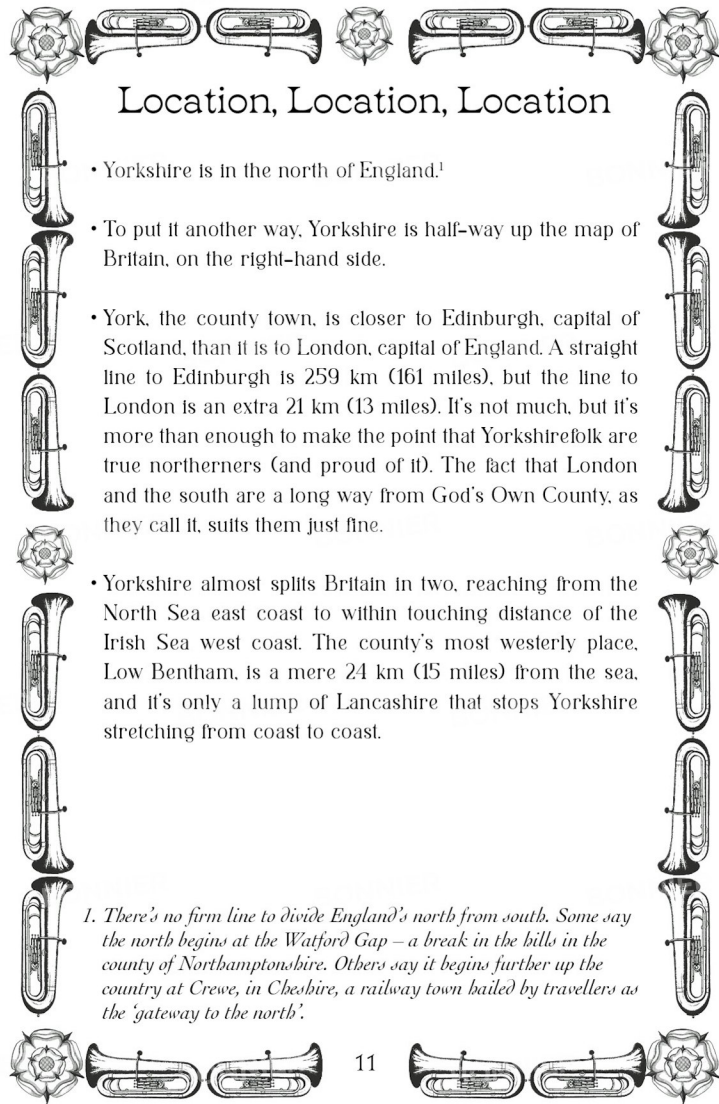 Location, Location, Location
• Yorkshire is in the north of England.¹
• To put it another way, Yorkshire is half-way up the map of
Britain, on the right-hand side.
• York, the county town, is closer to Edinburgh, capital of
Scotland, than it is to London, capital of England. A straight
line to Edinburgh is 259 km (161 miles), but the line to
London is an extra 21 km (13 miles). It's not much, but it's
more than enough to make the point that Yorkshirefolk are
true northerners (and proud of it). The fact that London
and the south are a long way from God's Own County, as
they call it, suits them just fine.
• Yorkshire almost splits Britain in two, reaching from the
North Sea east coast to within touching distance of the
Irish Sea west coast. The county's most westerly place,
Low Bentham, is a mere 24 km (15 miles) from the sea,
and it's only a lump of Lancashire that stops Yorkshire
stretching from coast to coast.
1. There's no firm line to divide England's north from south. Some say
the north begins at the Watford Gap – a break in the hills in the
county of Northamptonshire. Others say it begins further up the
country at Crewe, in Cheshire, a railway town hailed by travellers as
the 'gateway to the north'.
11